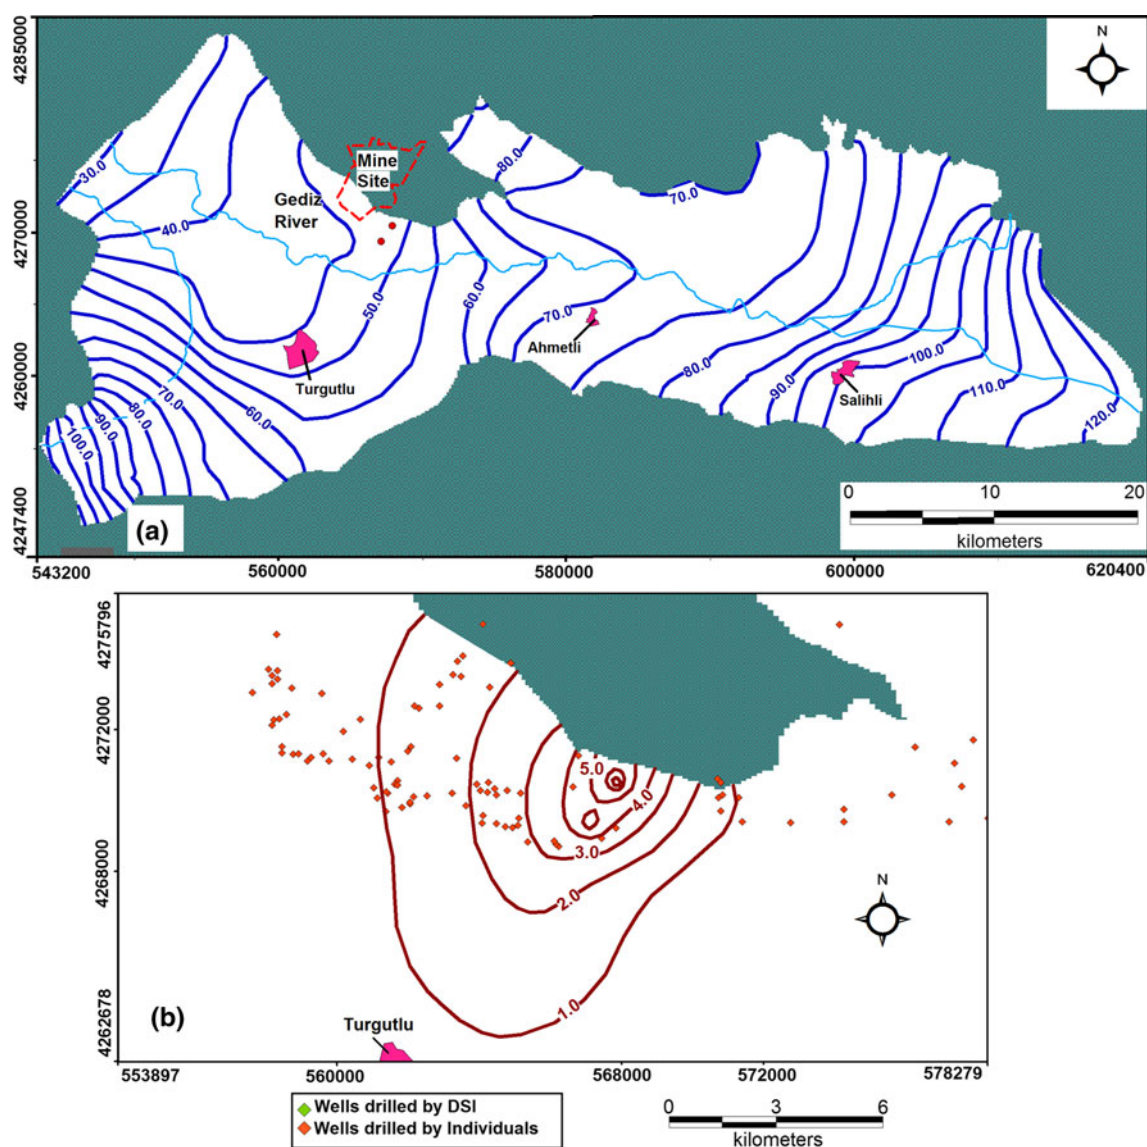 4285000
4270000
4260000
4247400
N
30.0
40.0
Gediz
River
Mine
Site
80.0
70.0
50.0
60.0
70.0
Ahmetli
80.0
90.0
100.0
110.0
120.0
Salihli
Turgutlu
60.0
70.0
80.0
90.0
100.0
(a)
0 10 20
kilometers
543200 560000 580000 600000 620400
4275796
4272000
4268000
4262678
5.0
4.0
3.0
2.0
1.0
N
(b)
Turgutlu
553897 560000 568000 572000 578279
Wells drilled by DSI
Wells drilled by Individuals
0 3 6
kilometers